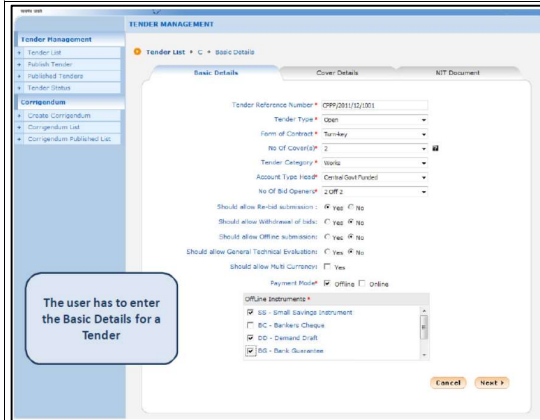 TENDER MANAGEMENT
Tender Management
+ Tender List
+ Publish Tender
+ Published Tenders
+ Tender Status
Corrigendum
+ Create Corrigendum
+ Corrigendum List
+ Corrigendum Published List
Tender List C Basic Details
Basic Details Cover Details NIT Document
Tender Reference Number * CPPP/2011/12/1001
Tender Type * Open
Form of Contract * Turn-key
No Of Cover(s)* 2
Tender Category * Works
Account Type Head* Central Govt Funded
No Of Bid Openers* 2 Off 2
Should allow Re-bid submission : Yes No
Should allow Withdrawal of bids: Yes No
Should allow Offline submission: Yes No
Should allow General Technical Evaluation: Yes No
Should allow Multi Currency: Yes
Payment Mode* Offline Online
OffLine Instruments *
SS - Small Savings Instrument
BC - Bankers Cheque
DD - Demand Draft
BG - Bank Guarantee
Cancel Next
The user has to enter
the Basic Details for a
Tender